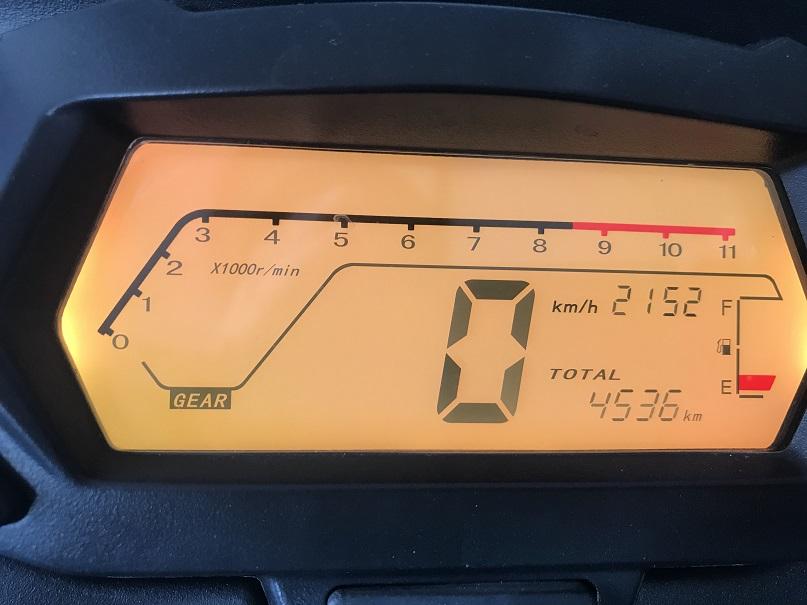 0 1 2 3 4 5 6 7 8 9 10 11
X1000r/min
0 km/h 2152
TOTAL
4536 km
GEAR
F
E